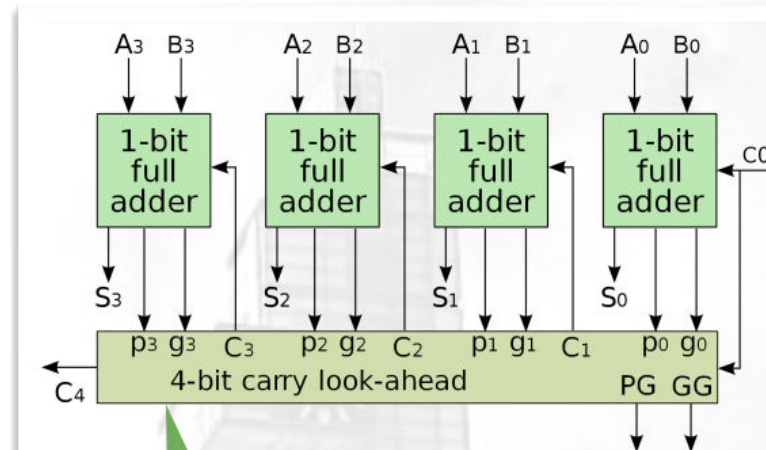 A3 B3 A2 B2 A1 B1 A0 B0
1-bit full adder
1-bit full adder
1-bit full adder
1-bit full adder
C0
S3 S2 S1 S0
p3 g3 C3 p2 g2 C2 p1 g1 C1 p0 g0
C4
4-bit carry look-ahead
PG GG